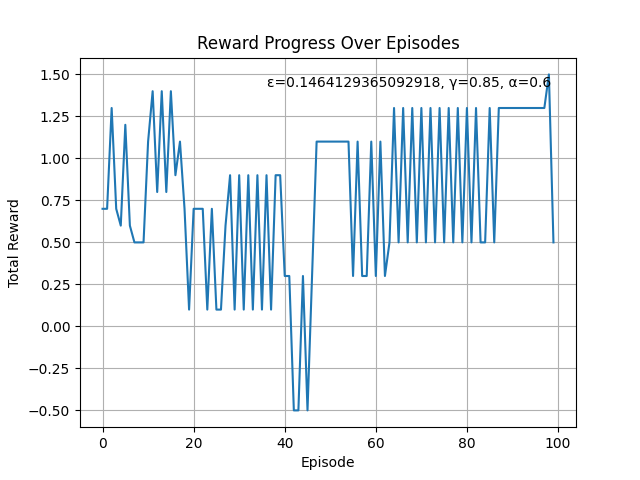 Reward Progress Over Episodes
ε=0.1464129365092918, γ=0.85, α=0.6
1.50
1.25
1.00
0.75
0.50
0.25
0.00
−0.25
−0.50
Total Reward
0 20 40 60 80 100
Episode